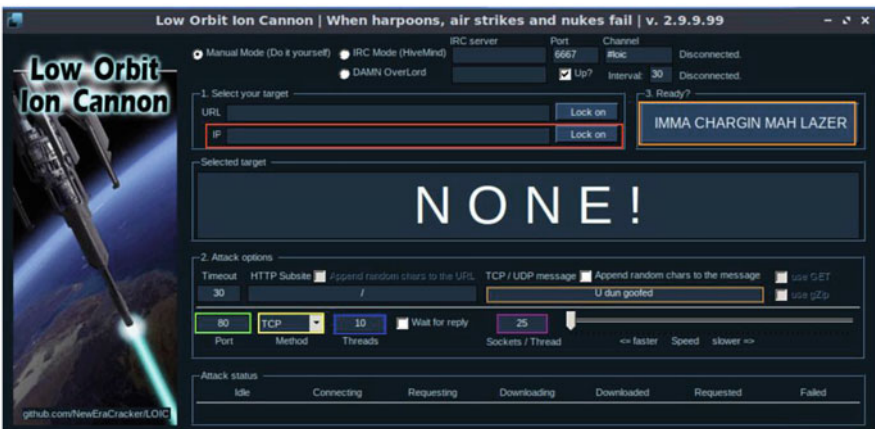 Low Orbit Ion Cannon | When harpoons, air strikes and nukes fail | v. 2.9.9.99
Low Orbit
Ion Cannon
Manual Mode (Do it yourself) IRC Mode (HiveMind) IRC server Port Channel
6667 #loic Disconnected.
DAMN OverLord Up? Interval: 30 Disconnected.
1. Select your target
URL Lock on
IP Lock on
3. Ready?
IMMA CHARGIN MAH LAZER
Selected target
NONE!
2. Attack options
Timeout HTTP Subsite Append random chars to the URL TCP / UDP message Append random chars to the message use GET
30 / U dun goofed use gZip
80 TCP 10 Wait for reply 25
Port Method Threads Sockets / Thread <= faster Speed slower =>
Attack status
Idle Connecting Requesting Downloading Downloaded Requested Failed
github.com/NewEraCracker/LOIC